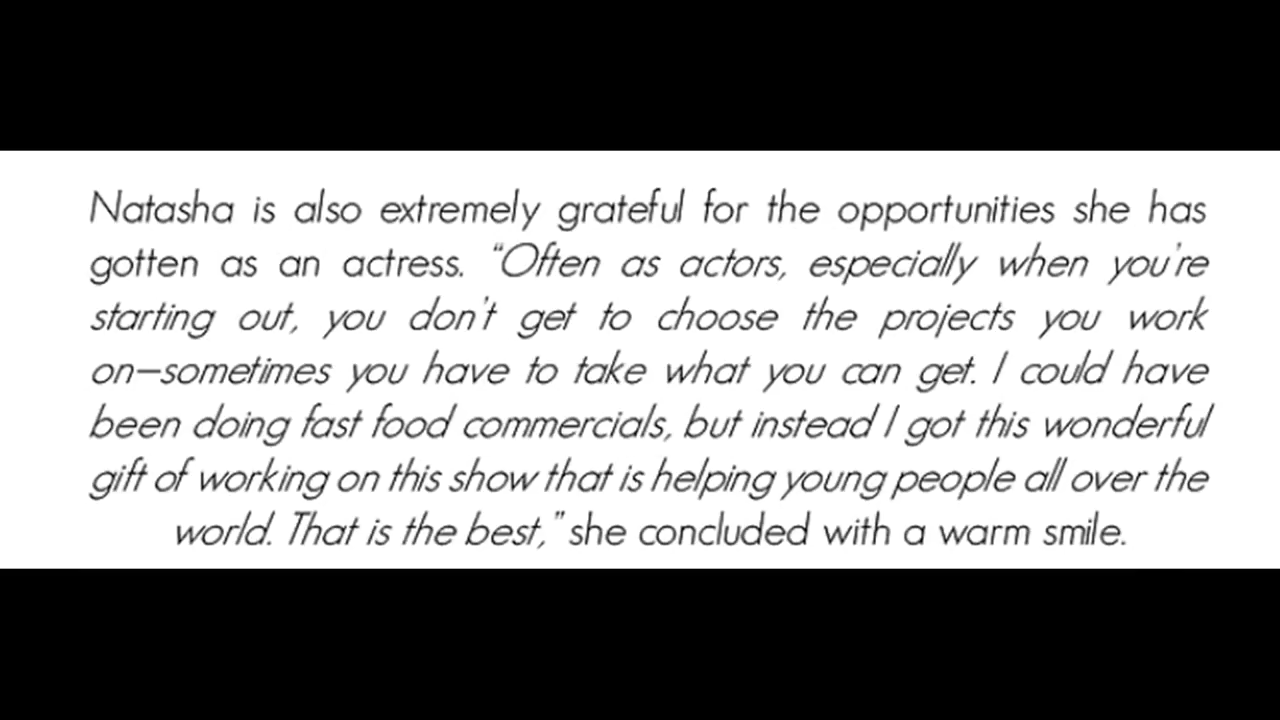 Natasha is also extremely grateful for the opportunities she has
gotten as an actress. “Often as actors, especially when you're
starting out, you don't get to choose the projects you work
on—sometimes you have to take what you can get. I could have
been doing fast food commercials, but instead I got this wonderful
gift of working on this show that is helping young people all over the
world. That is the best,” she concluded with a warm smile.